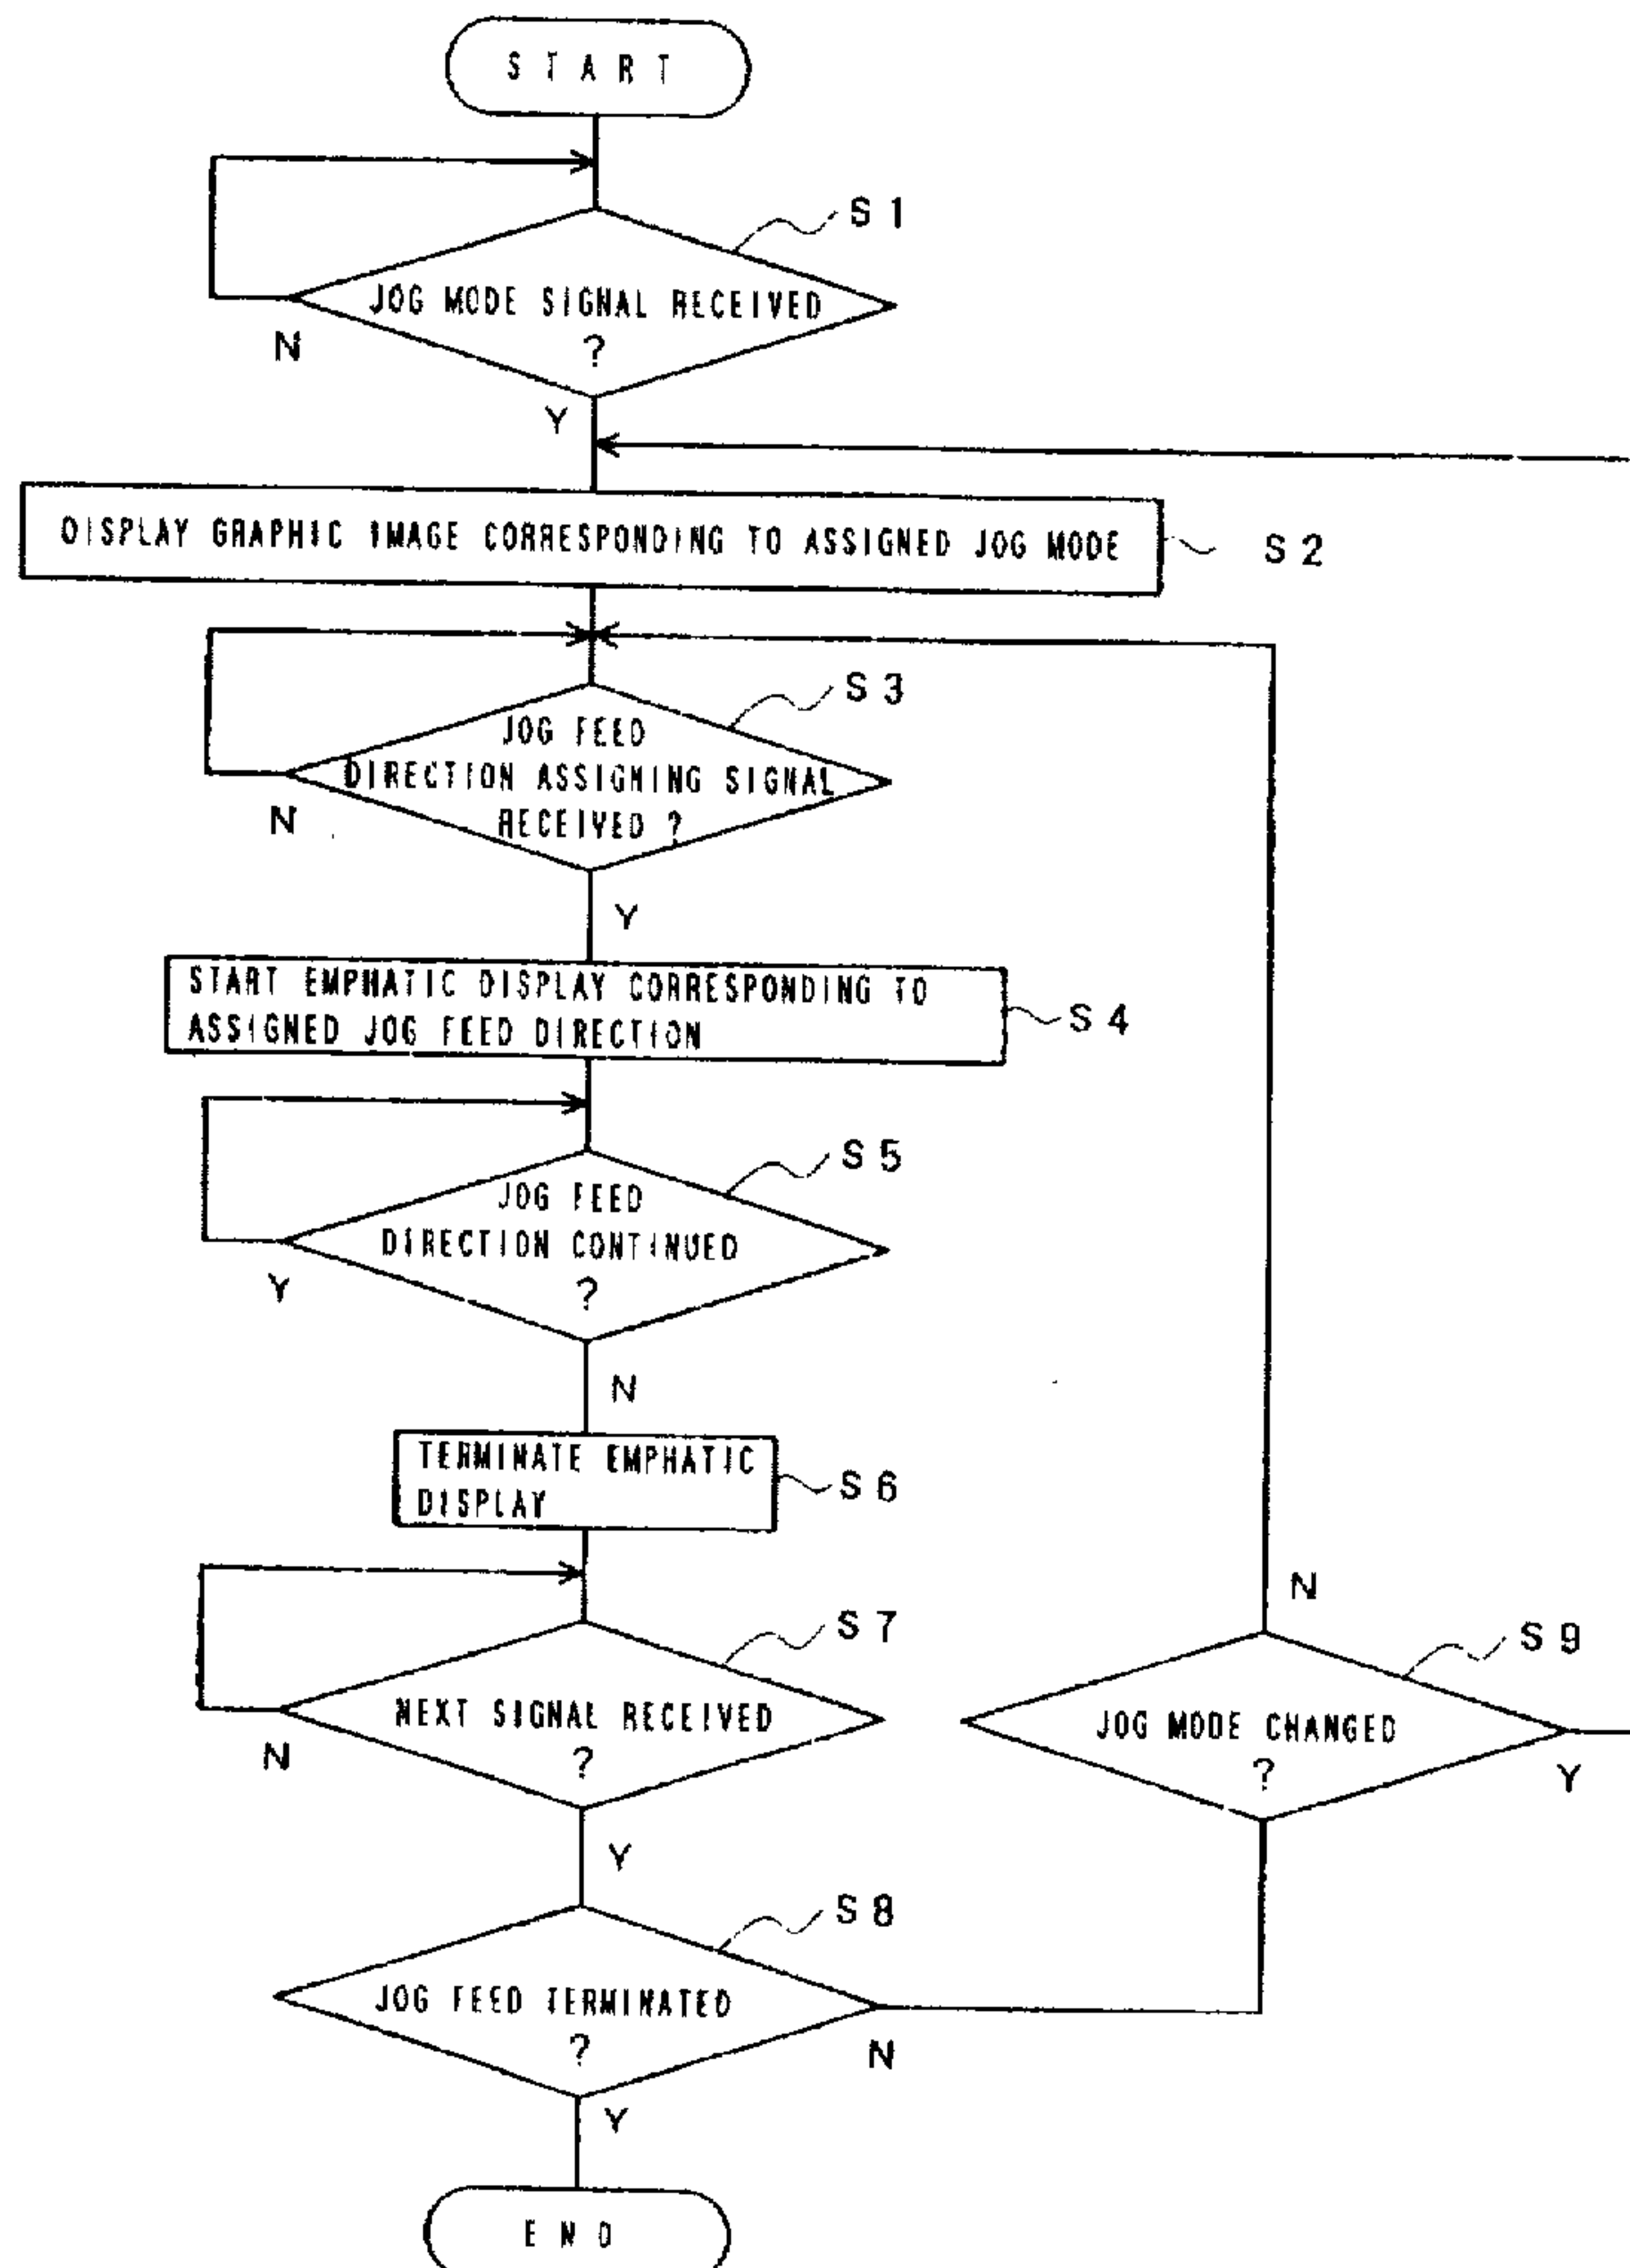 START
S1
JOG MODE SIGNAL RECEIVED
?
N
Y
DISPLAY GRAPHIC IMAGE CORRESPONDING TO ASSIGNED JOG MODE
S2
S3
JOG FEED
DIRECTION ASSIGNING SIGNAL
RECEIVED ?
N
Y
START EMPHATIC DISPLAY CORRESPONDING TO
ASSIGNED JOG FEED DIRECTION
S4
S5
JOG FEED
DIRECTION CONTINUED
?
Y
N
TERMINATE EMPHATIC
DISPLAY
S6
S7
NEXT SIGNAL RECEIVED
?
N
Y
N
S9
JOG MODE CHANGED
?
Y
S8
JOG FEED TERMINATED
?
N
Y
END